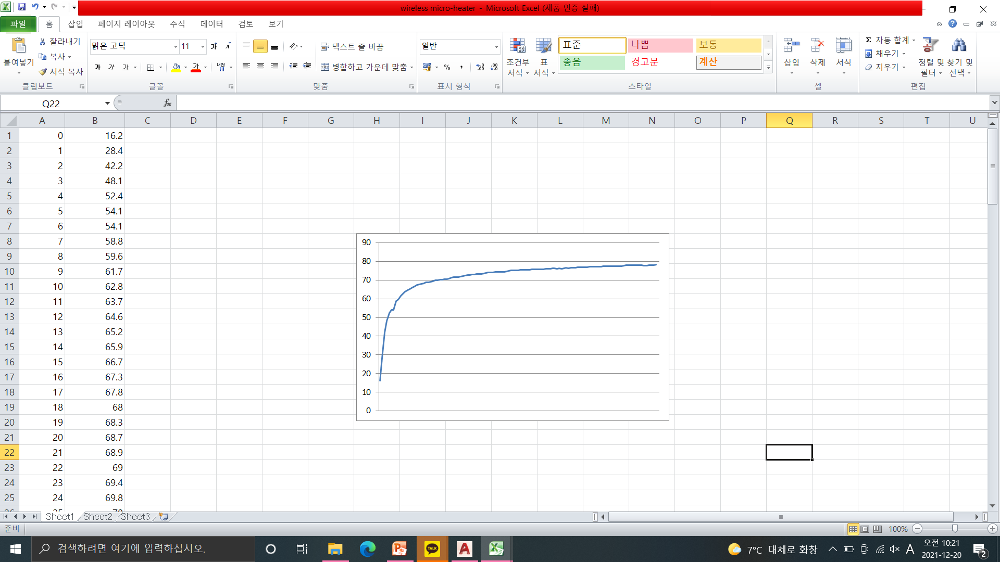 wireless micro-heater - Microsoft Excel (제품 인증 실패)
파일 홈 삽입 페이지 레이아웃 수식 데이터 검토 보기
붙여넣기
잘라내기
복사
서식 복사
클립보드
맑은 고딕 11
가 가
가 가 가 가 내천
글꼴
텍스트 줄 바꿈
병합하고 가운데 맞춤
맞춤
일반
% ,
표시 형식
조건부 서식
표 서식
표준 나쁨 보통
좋음 경고문 계산
스타일
삽입 삭제 서식
셀
Σ 자동 합계
채우기
지우기
정렬 및 필터
찾기 및 선택
편집
Q22 fx
A B C D E F G H I J K L M N O P Q R S T U
1 0 16.2
2 1 28.4
3 2 42.2
4 3 48.1
5 4 52.4
6 5 54.1
7 6 54.1
8 7 58.8
9 8 59.6
10 9 61.7
11 10 62.8
12 11 63.7
13 12 64.6
14 13 65.2
15 14 65.9
16 15 66.7
17 16 67.3
18 17 67.8
19 18 68
20 19 68.3
21 20 68.7
22 21 68.9
23 22 69
24 23 69.4
25 24 69.8
90
80
70
60
50
40
30
20
10
0
Sheet1 Sheet2 Sheet3
준비 100%
검색하려면 여기에 입력하십시오.
TALK
7°C 대체로 화창
A
오전 10:21
2021-12-20
2